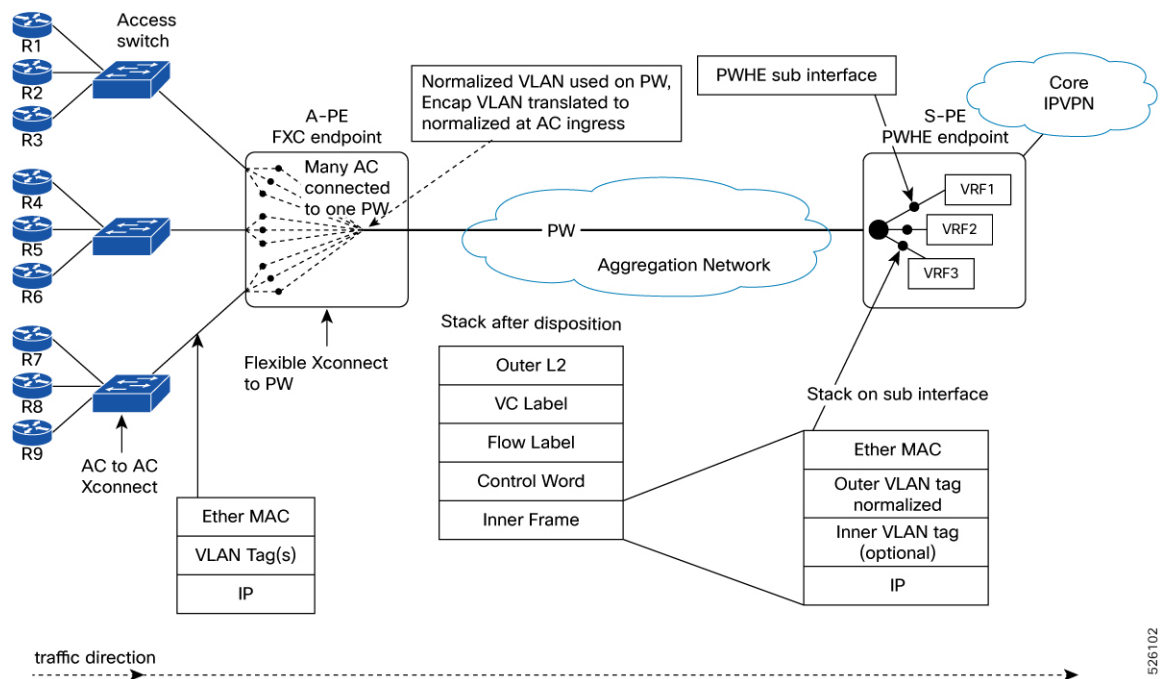 R1
R2
R3
Access
switch
R4
R5
R6
R7
R8
R9
AC to AC
Xconnect
Ether MAC
VLAN Tag(s)
IP
A-PE
FXC endpoint
Many AC
connected
to one PW
Flexible Xconnect
to PW
Normalized VLAN used on PW,
Encap VLAN translated to
normalized at AC ingress
PW
Aggregation Network
PWHE sub interface
S-PE
PWHE endpoint
VRF1
VRF2
VRF3
Core
IPVPN
Stack after disposition
Outer L2
VC Label
Flow Label
Control Word
Inner Frame
Stack on sub interface
Ether MAC
Outer VLAN tag
normalized
Inner VLAN tag
(optional)
IP
traffic direction
526102